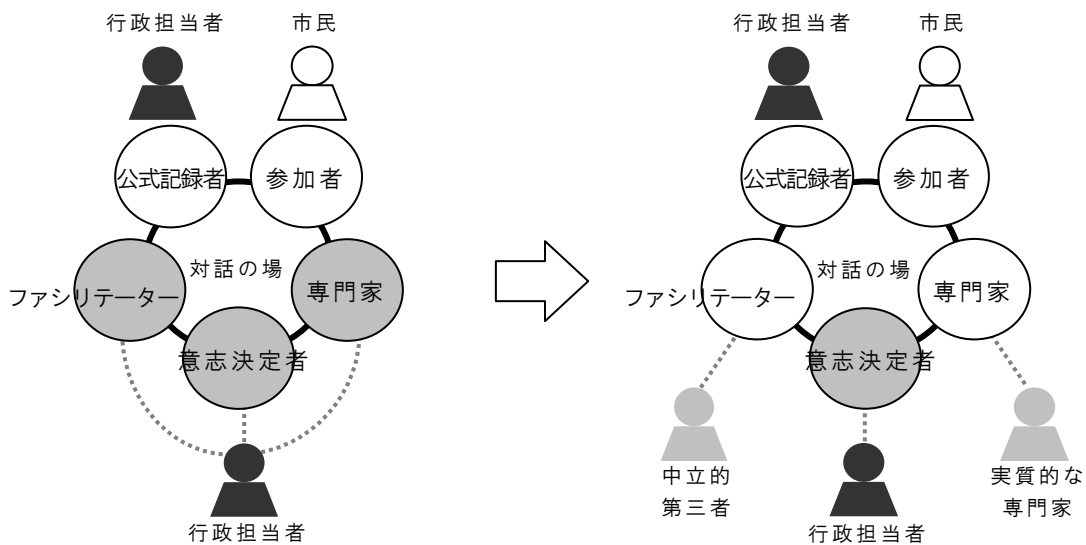 行政担当者
市民
公式記録者
参加者
対話の場
ファシリテーター
専門家
意志決定者
行政担当者
行政担当者
市民
公式記録者
参加者
対話の場
ファシリテーター
専門家
意志決定者
中立的
第三者
行政担当者
実質的な
専門家